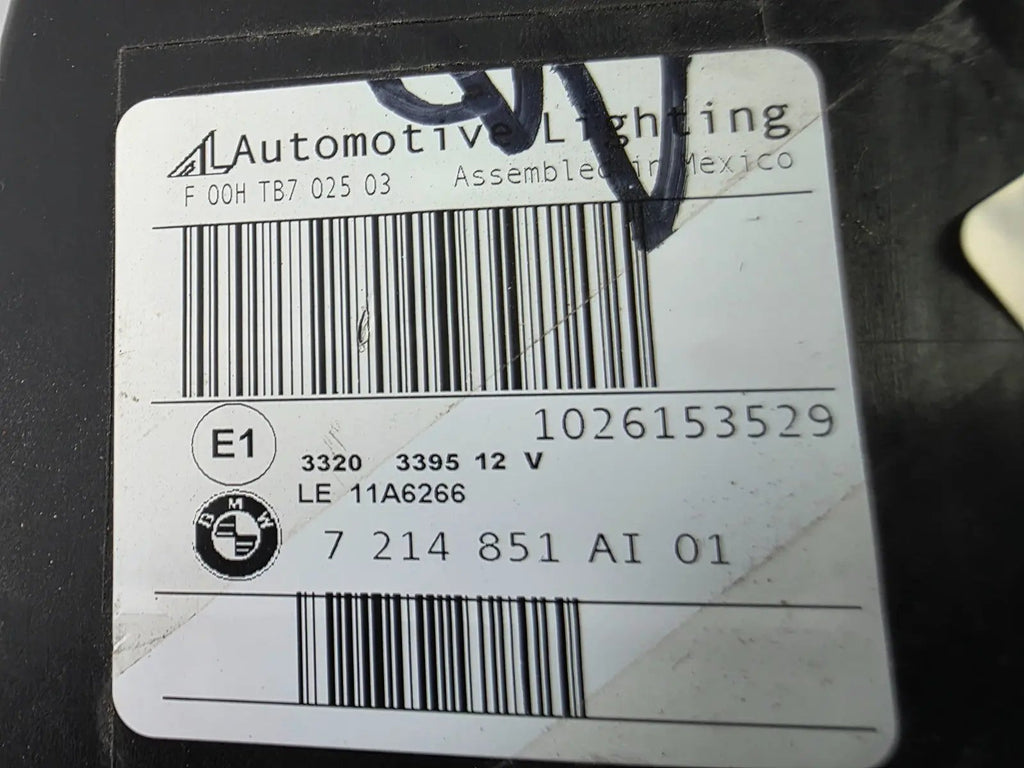 AL Automotive Lighting
F 00H TB7 025 03 Assembled in Mexico
1026153529
E1
3320 3395 12 V
LE 11A6266
BMW
7 214 851 AI 01